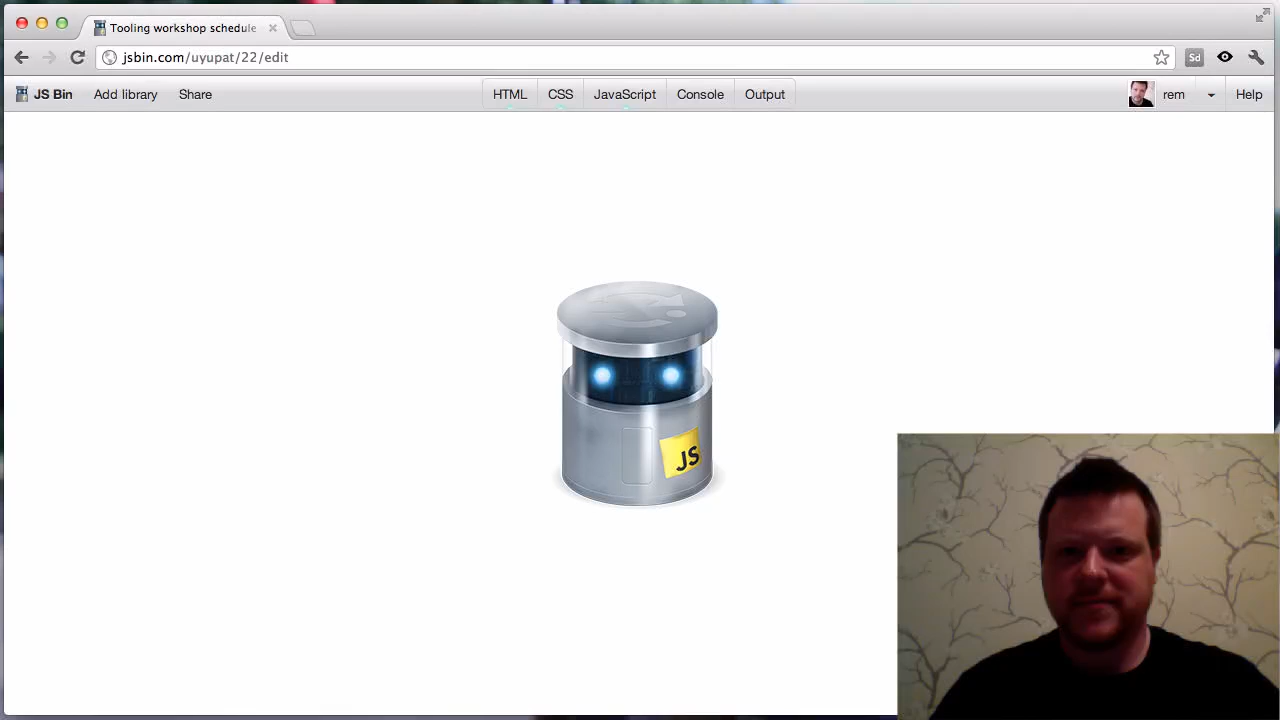 Tooling workshop schedule
jsbin.com/uyupat/22/edit
Sd
JS Bin Add library Share HTML CSS JavaScript Console Output rem Help
JS